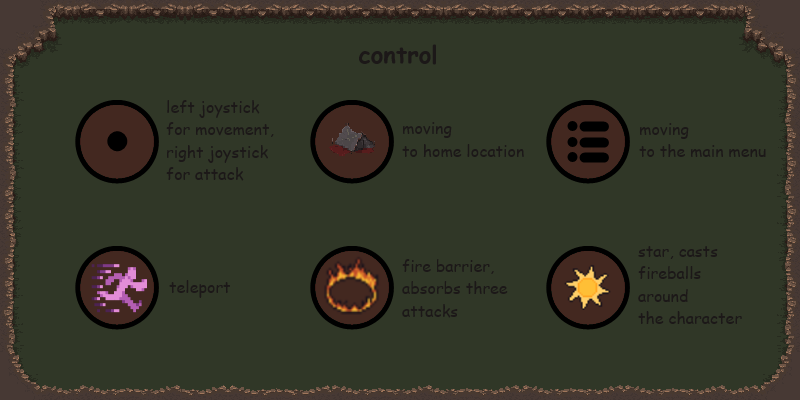 control
left joystick
for movement,
right joystick
for attack
moving
to home location
moving
to the main menu
teleport
fire barrier,
absorbs three
attacks
star, casts
fireballs
around
the character